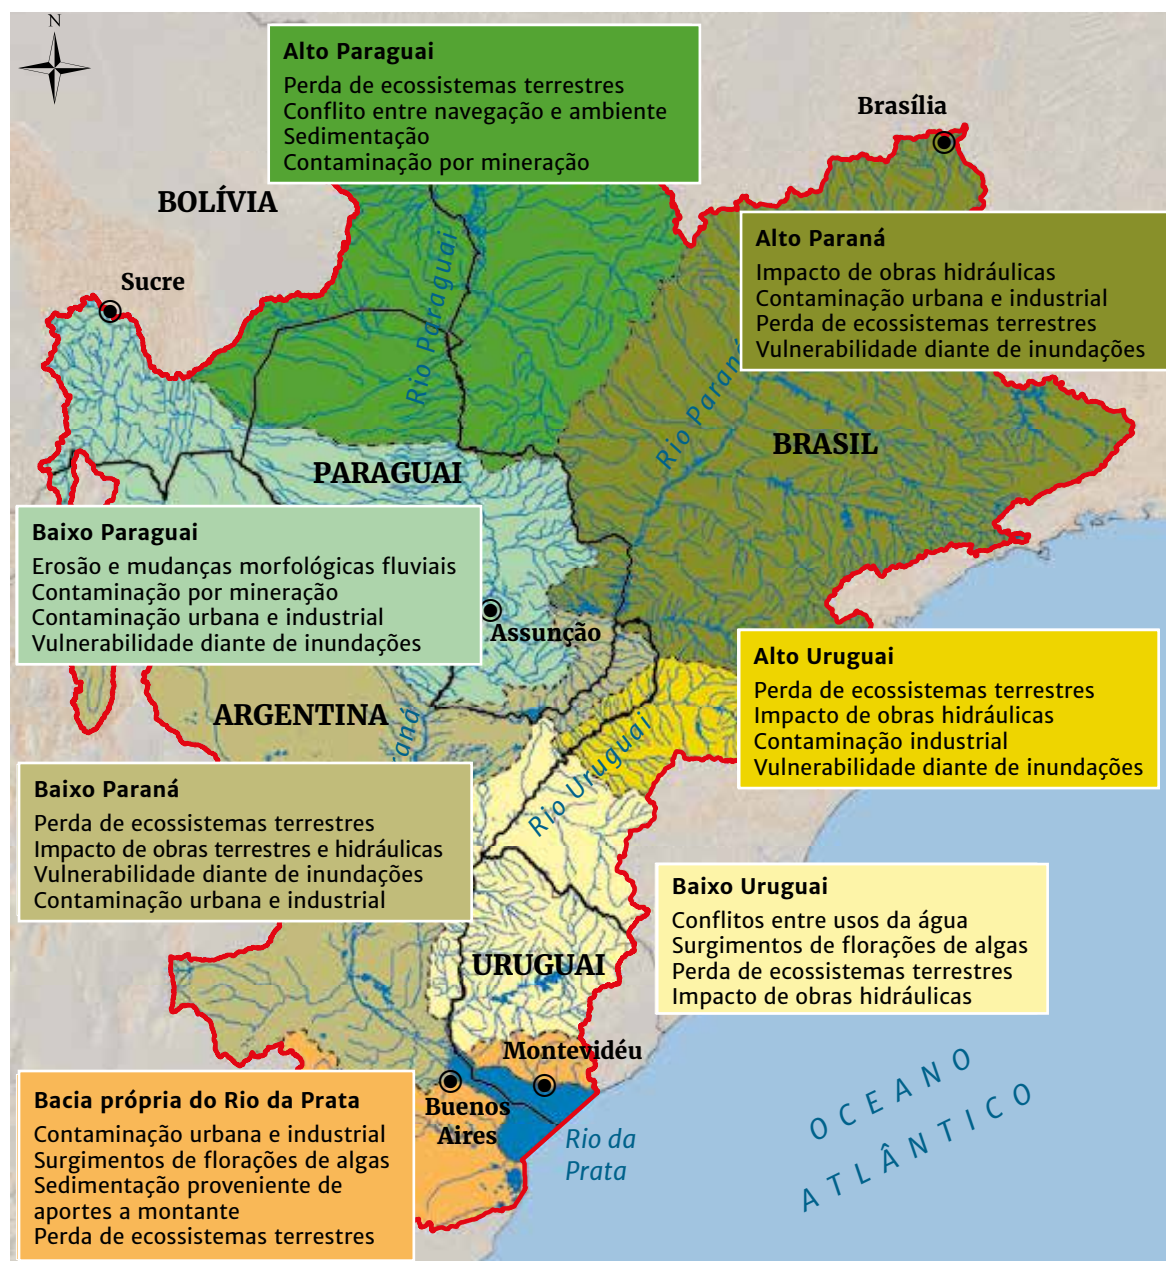 N
Alto Paraguai
Perda de ecossistemas terrestres
Conflito entre navegação e ambiente
Sedimentação
Contaminação por mineração
Brasília
BOLÍVIA
Alto Paraná
Impacto de obras hidráulicas
Contaminação urbana e industrial
Perda de ecossistemas terrestres
Vulnerabilidade diante de inundações
Sucre
Rio Paraguai
Rio Paraná
BRASIL
PARAGUAI
Baixo Paraguai
Erosão e mudanças morfológicas fluviais
Contaminação por mineração
Contaminação urbana e industrial
Vulnerabilidade diante de inundações
Assunção
Alto Uruguai
Perda de ecossistemas terrestres
Impacto de obras hidráulicas
Contaminação industrial
Vulnerabilidade diante de inundações
ARGENTINA
raná
Rio Uruguai
Baixo Paraná
Perda de ecossistemas terrestres
Impacto de obras terrestres e hidráulicas
Vulnerabilidade diante de inundações
Contaminação urbana e industrial
Baixo Uruguai
Conflitos entre usos da água
Surgimentos de florações de algas
Perda de ecossistemas terrestres
Impacto de obras hidráulicas
URUGUAI
Montevidéu
Buenos
Aires
Rio da
Prata
OCEANO
ATLÂNTICO
Bacia própria do Rio da Prata
Contaminação urbana e industrial
Surgimentos de florações de algas
Sedimentação proveniente de
aportes a montante
Perda de ecossistemas terrestres